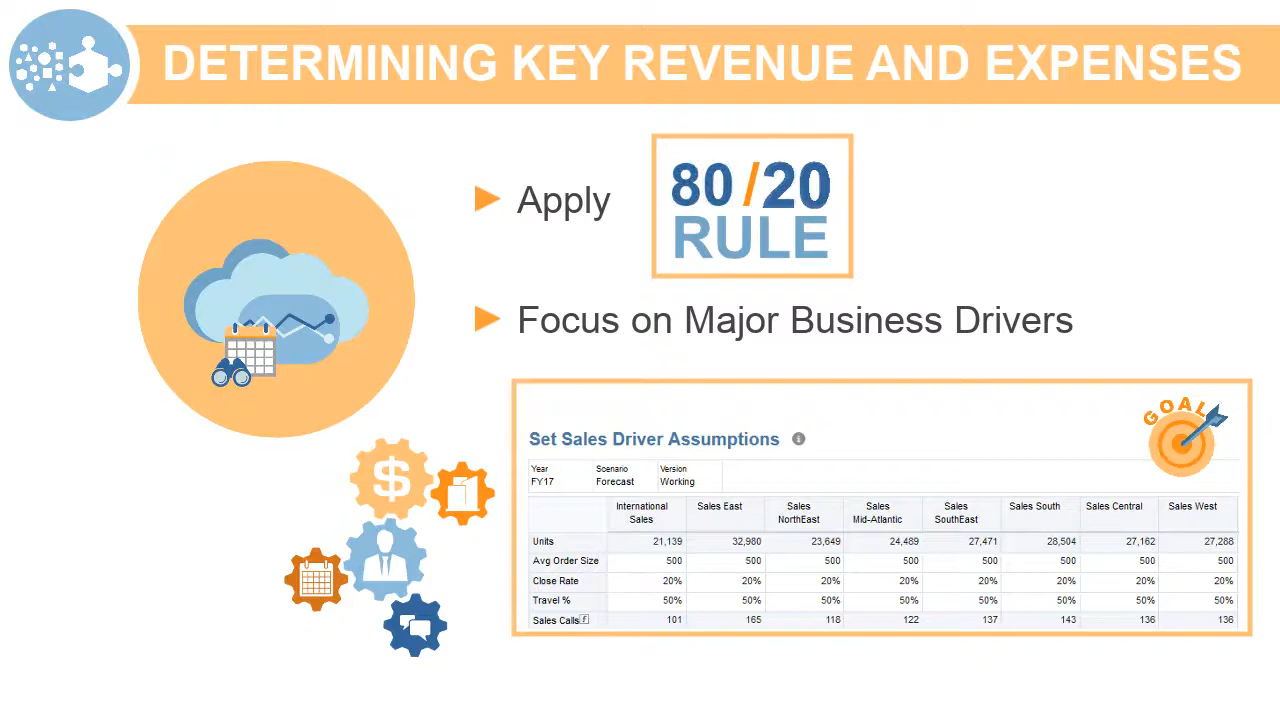 DETERMINING KEY REVENUE AND EXPENSES
Apply
80/20
RULE
Focus on Major Business Drivers
GOAL
Set Sales Driver Assumptions
Year Scenario Version
FY17 Forecast Working
International Sales Sales East Sales NorthEast Sales Mid-Atlantic Sales SouthEast Sales South Sales Central Sales West
Units 21,139 32,980 23,649 24,489 27,471 28,504 27,162 27,288
Avg Order Size 500 500 500 500 500 500 500 500
Close Rate 20% 20% 20% 20% 20% 20% 20% 20%
Travel % 50% 50% 50% 50% 50% 50% 50% 50%
Sales Calls 101 165 118 122 137 143 136 136